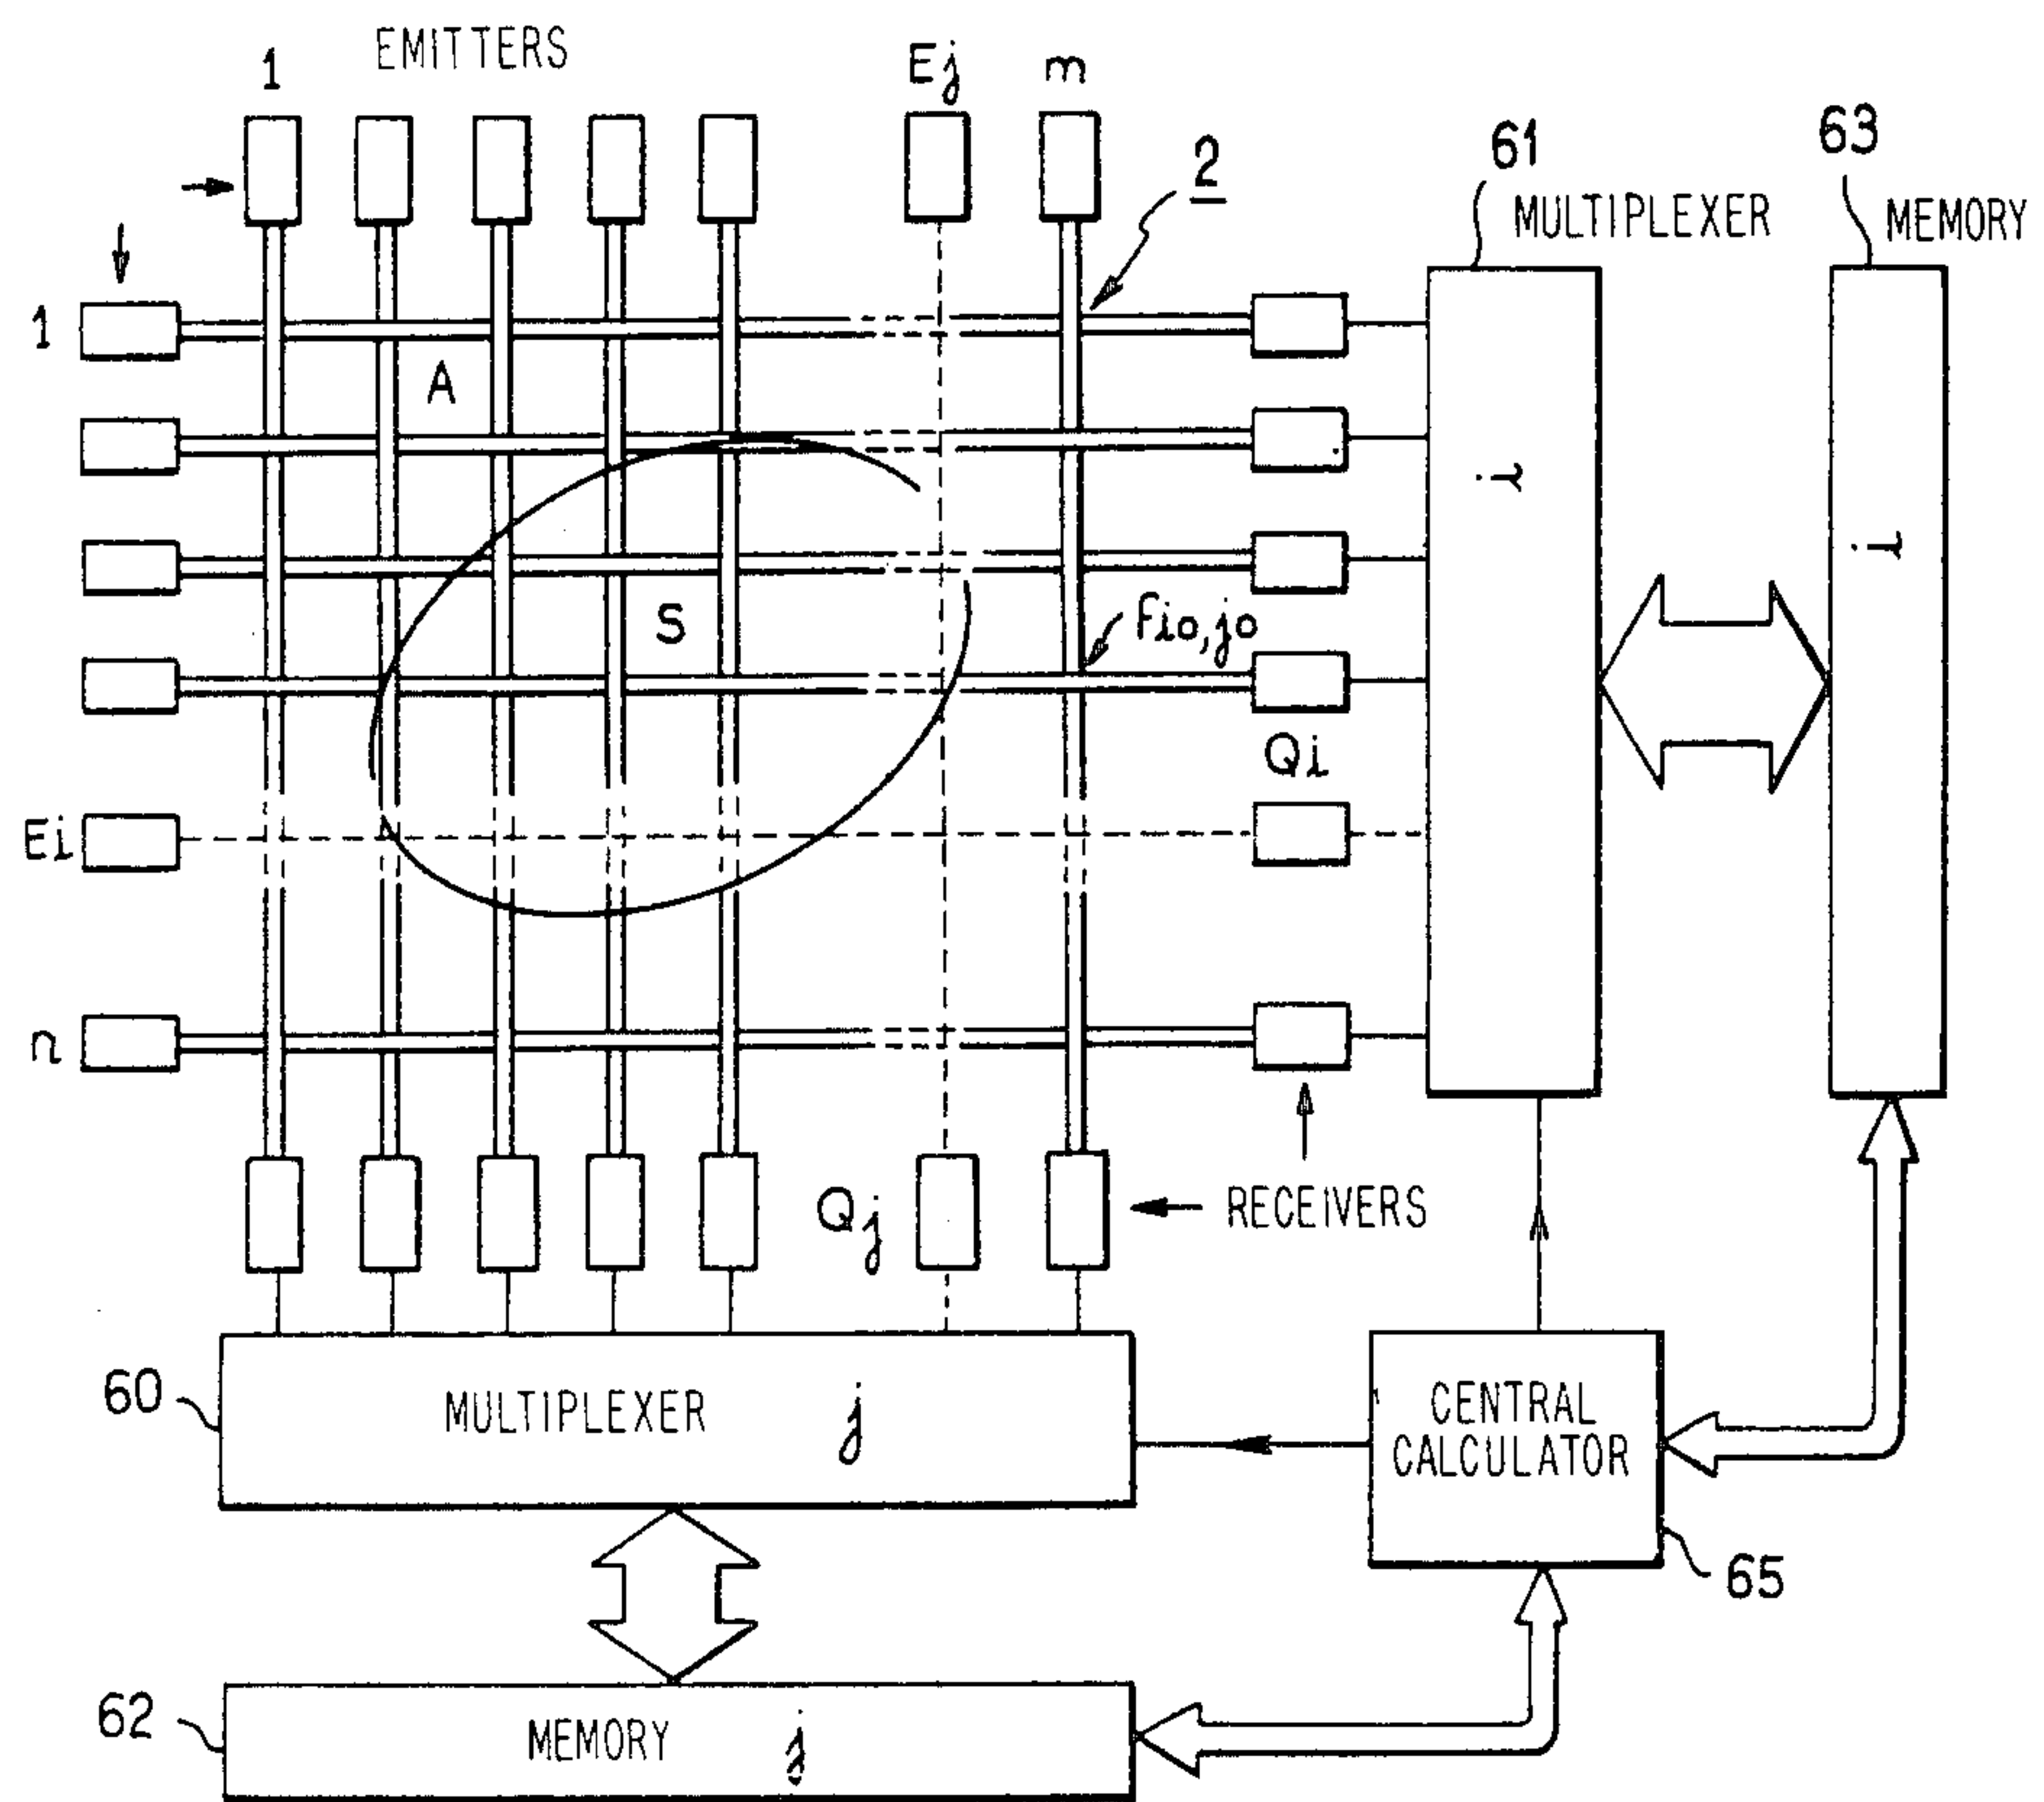 EMITTERS
1
Ej
m
2
61
MULTIPLEXER
63
MEMORY
1
A
i
i
S
fio,jo
Qi
Ei
n
Qj
RECEIVERS
60
MULTIPLEXER j
CENTRAL
CALCULATOR
65
62
MEMORY j